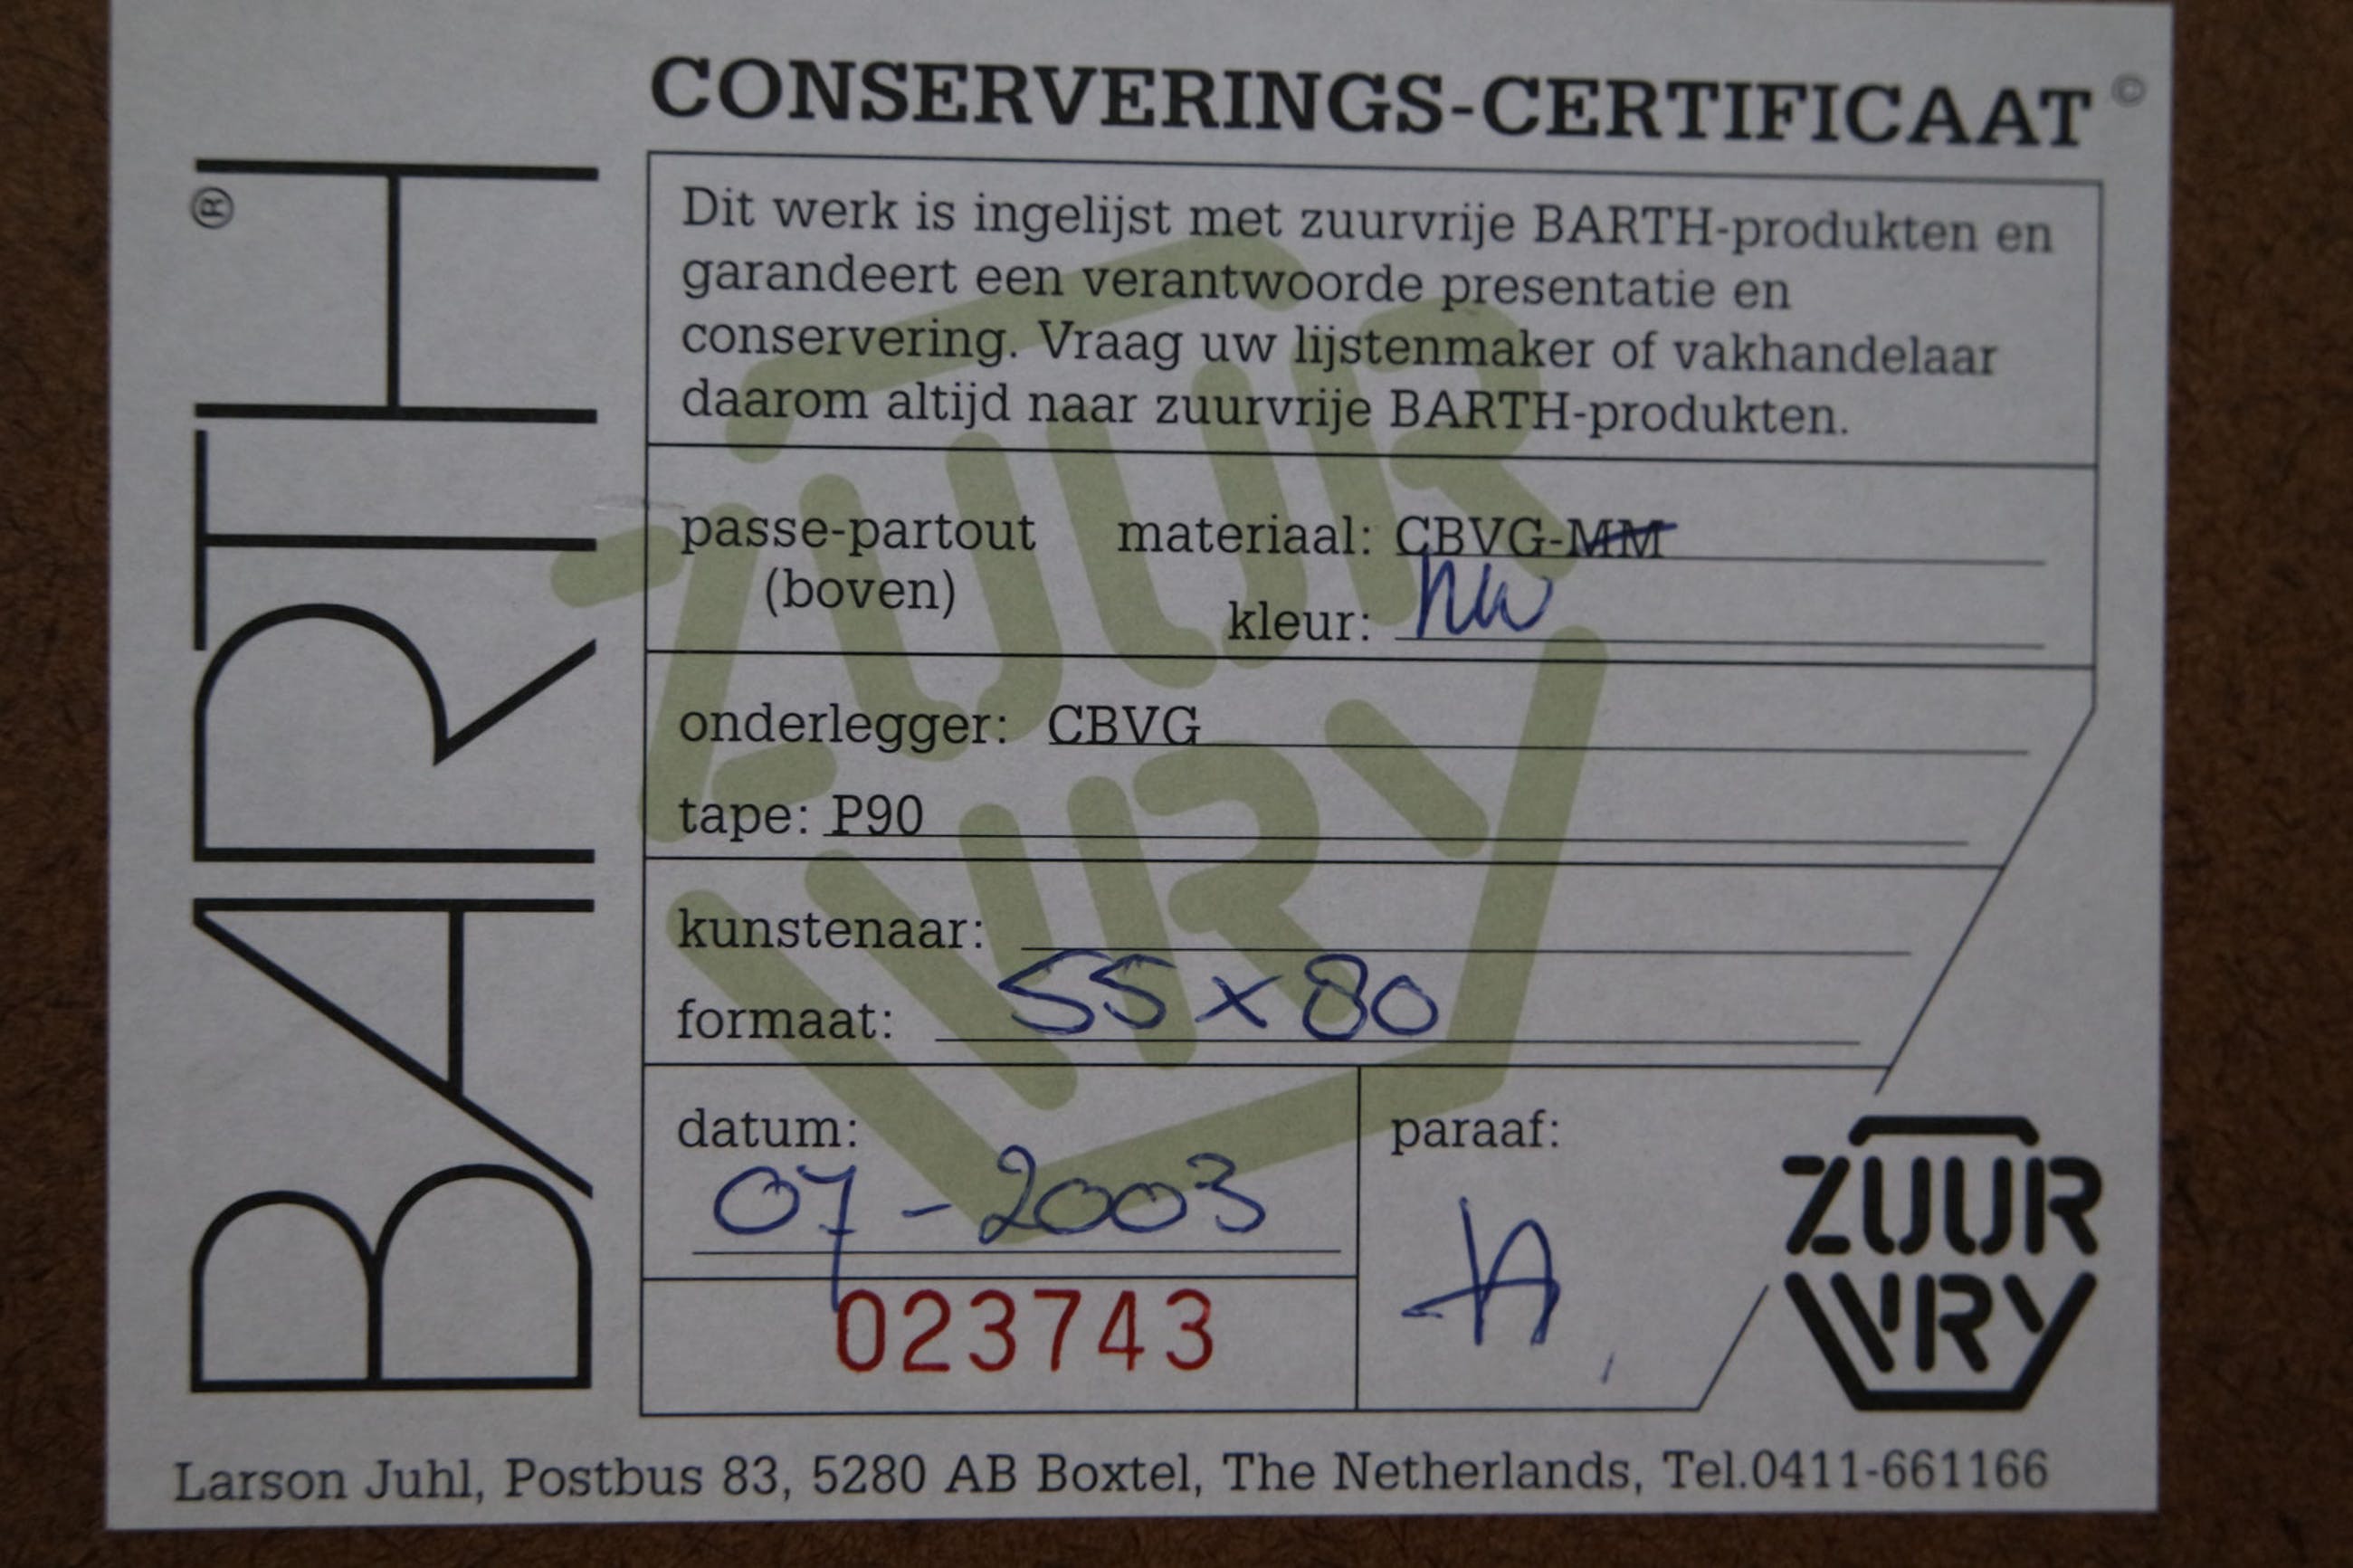 CONSERVERINGS-CERTIFICAAT ©
BARTH ®
Dit werk is ingelijst met zuurvrije BARTH-produkten en
garandeert een verantwoorde presentatie en
conservering. Vraag uw lijstenmaker of vakhandelaar
daarom altijd naar zuurvrije BARTH-produkten.
passe-partout materiaal: CBVG-MM
(boven) kleur: NW
onderlegger: CBVG
tape: P90
kunstenaar:
formaat: 55 x 80
datum: paraaf:
07-2003
023743
ZUUR
VRY
ZUUR
VRY
Larson Juhl, Postbus 83, 5280 AB Boxtel, The Netherlands, Tel.0411-661166